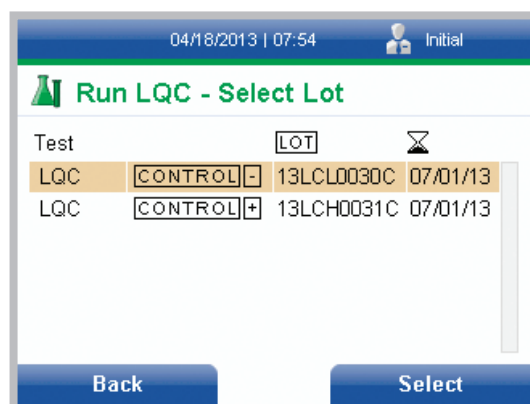 04/18/2013 | 07:54 Initial
Run LQC - Select Lot
Test LOT
LQC CONTROL - 13LCL0030C 07/01/13
LQC CONTROL + 13LCH0031C 07/01/13
Back Select